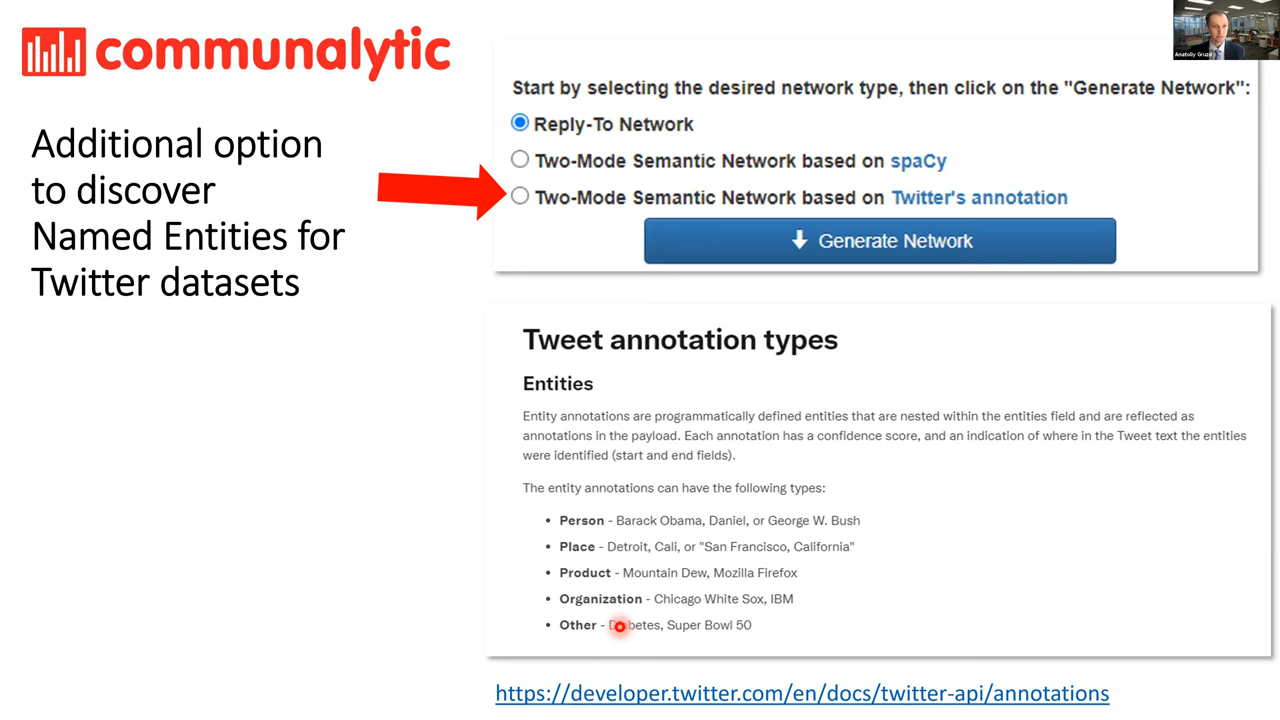 communalytic
Anatoliy Gruzd
Additional option
to discover
Named Entities for
Twitter datasets
Start by selecting the desired network type, then click on the "Generate Network":
Reply-To Network
Two-Mode Semantic Network based on spaCy
Two-Mode Semantic Network based on Twitter's annotation
Generate Network
Tweet annotation types
Entities
Entity annotations are programmatically defined entities that are nested within the entities field and are reflected as
annotations in the payload. Each annotation has a confidence score, and an indication of where in the Tweet text the entities
were identified (start and end fields).
The entity annotations can have the following types:
• Person - Barack Obama, Daniel, or George W. Bush
• Place - Detroit, Cali, or "San Francisco, California"
• Product - Mountain Dew, Mozilla Firefox
• Organization - Chicago White Sox, IBM
• Other - Diabetes, Super Bowl 50
https://developer.twitter.com/en/docs/twitter-api/annotations